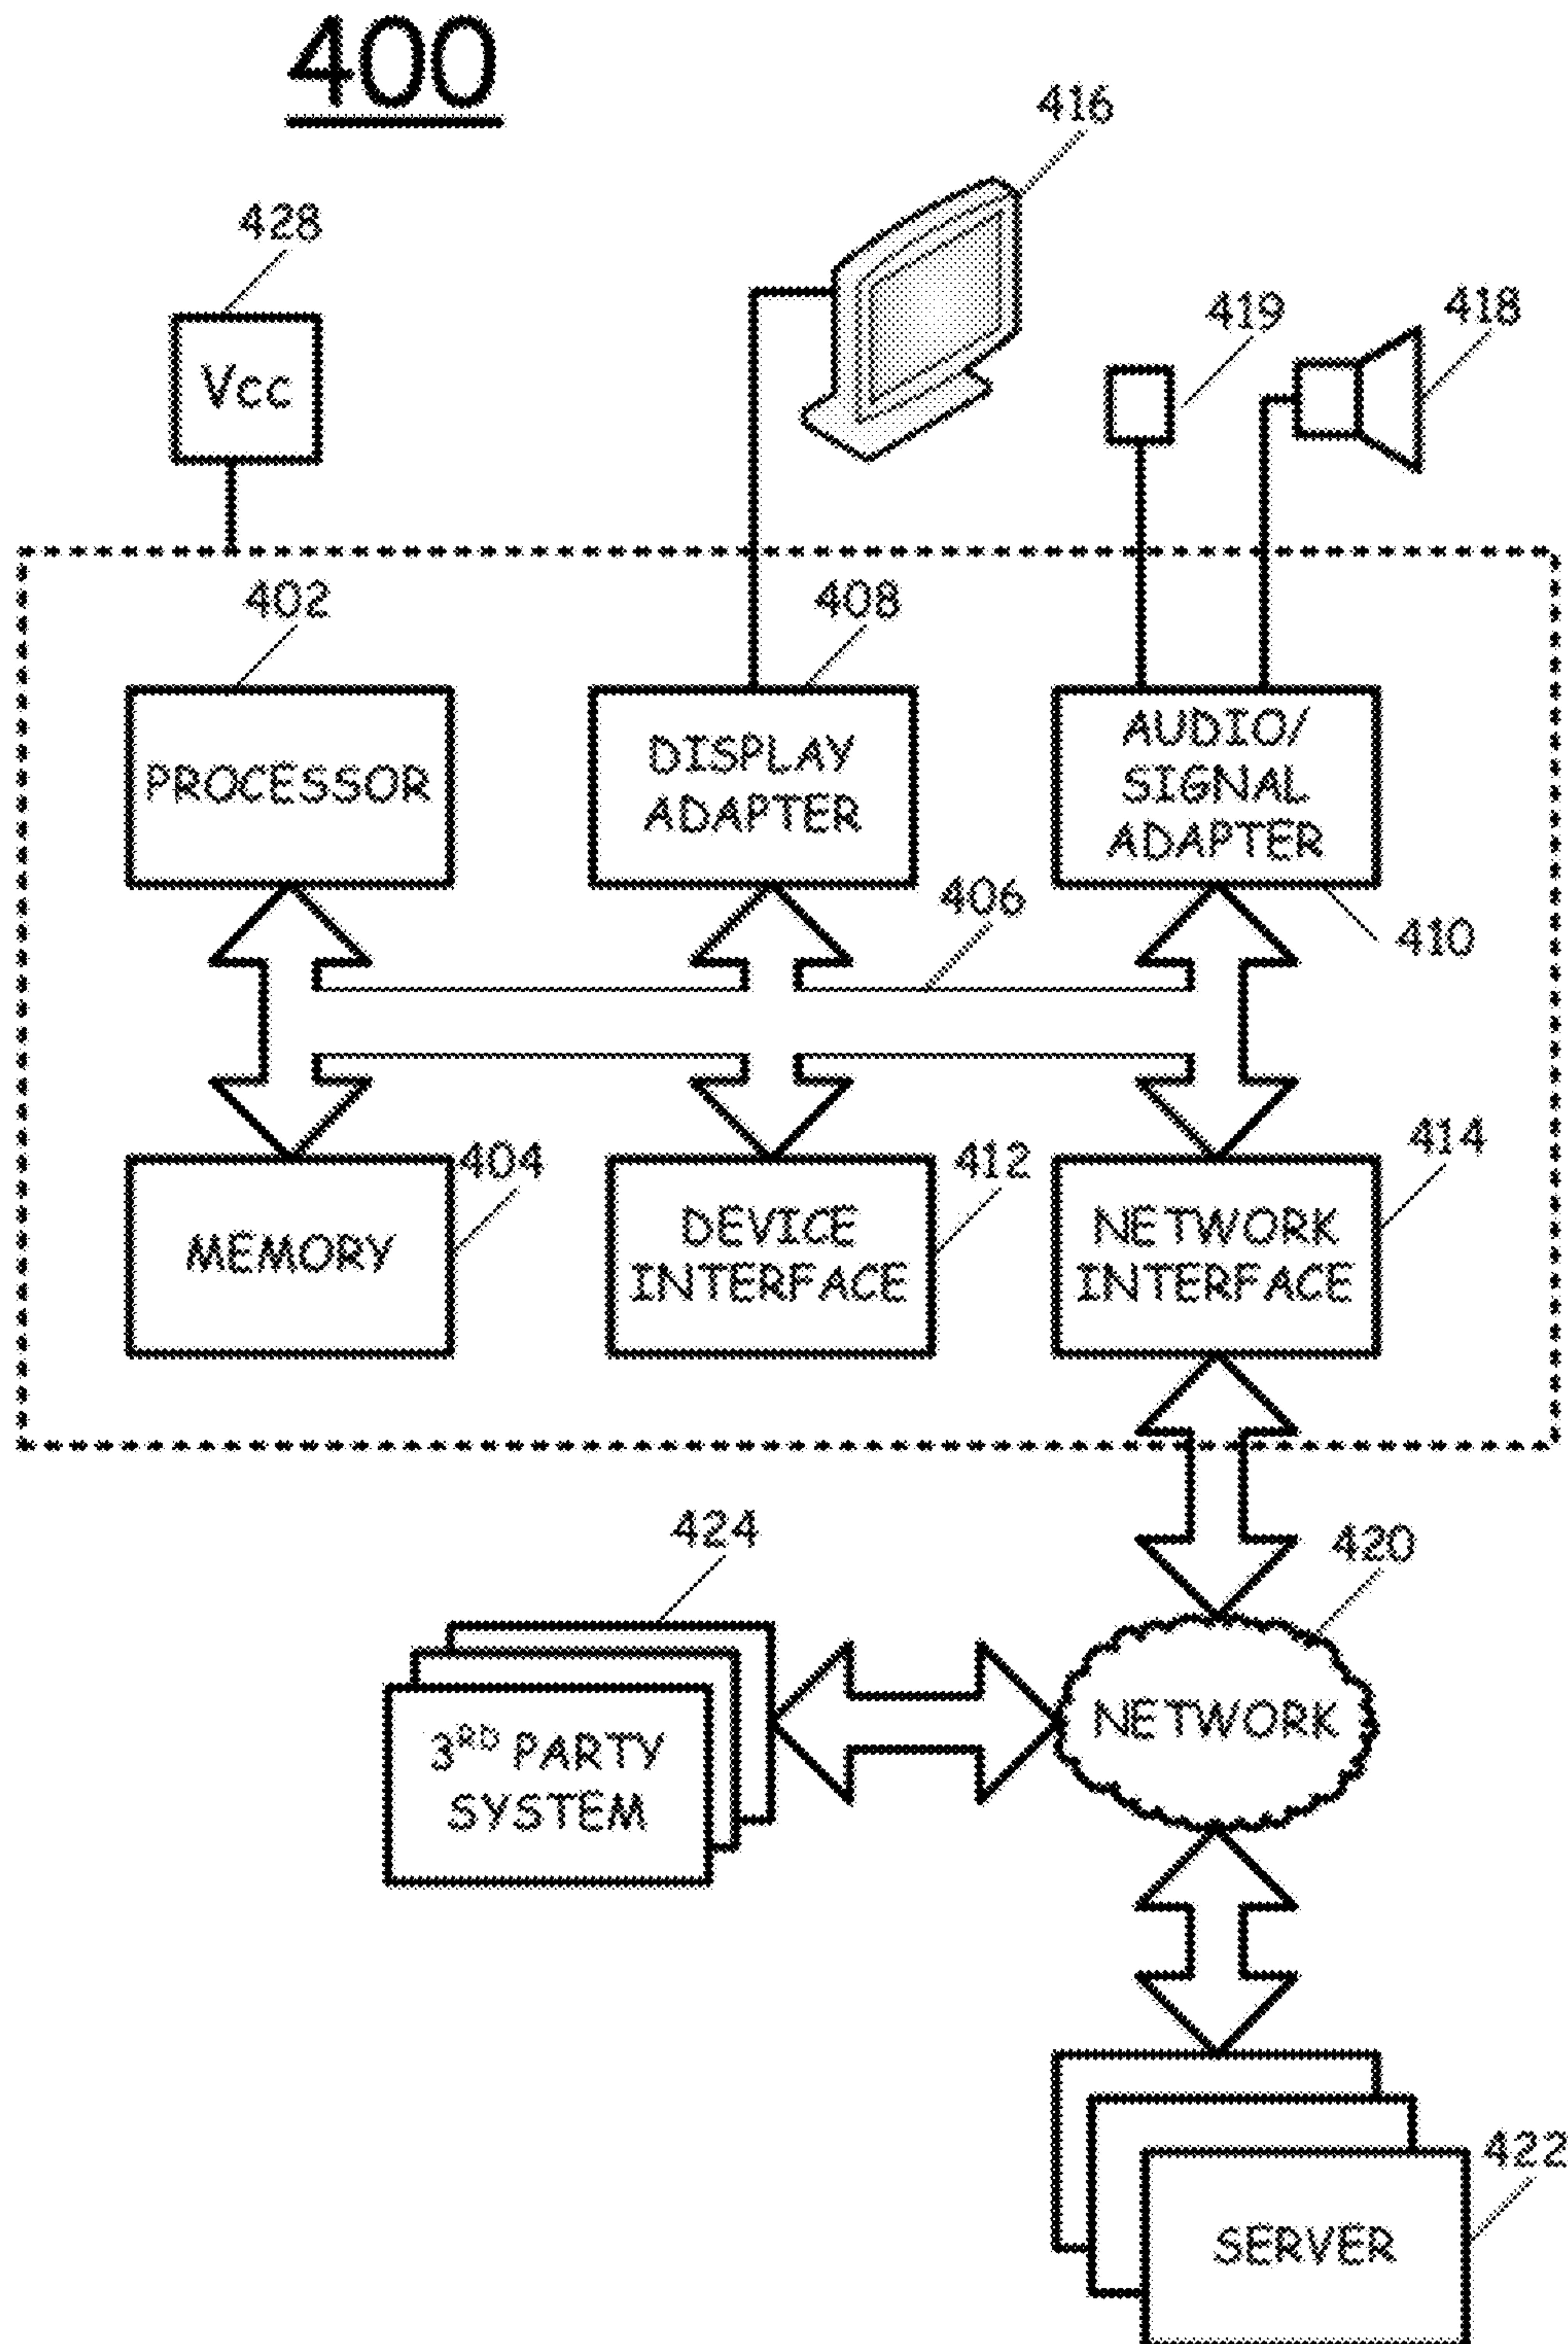 400
416
428
419
418
Vcc
402
408
PROCESSOR
DISPLAY
ADAPTER
AUDIO/
SIGNAL
ADAPTER
406
410
404
412
414
MEMORY
DEVICE
INTERFACE
NETWORK
INTERFACE
424
420
3RD PARTY
SYSTEM
NETWORK
422
SERVER